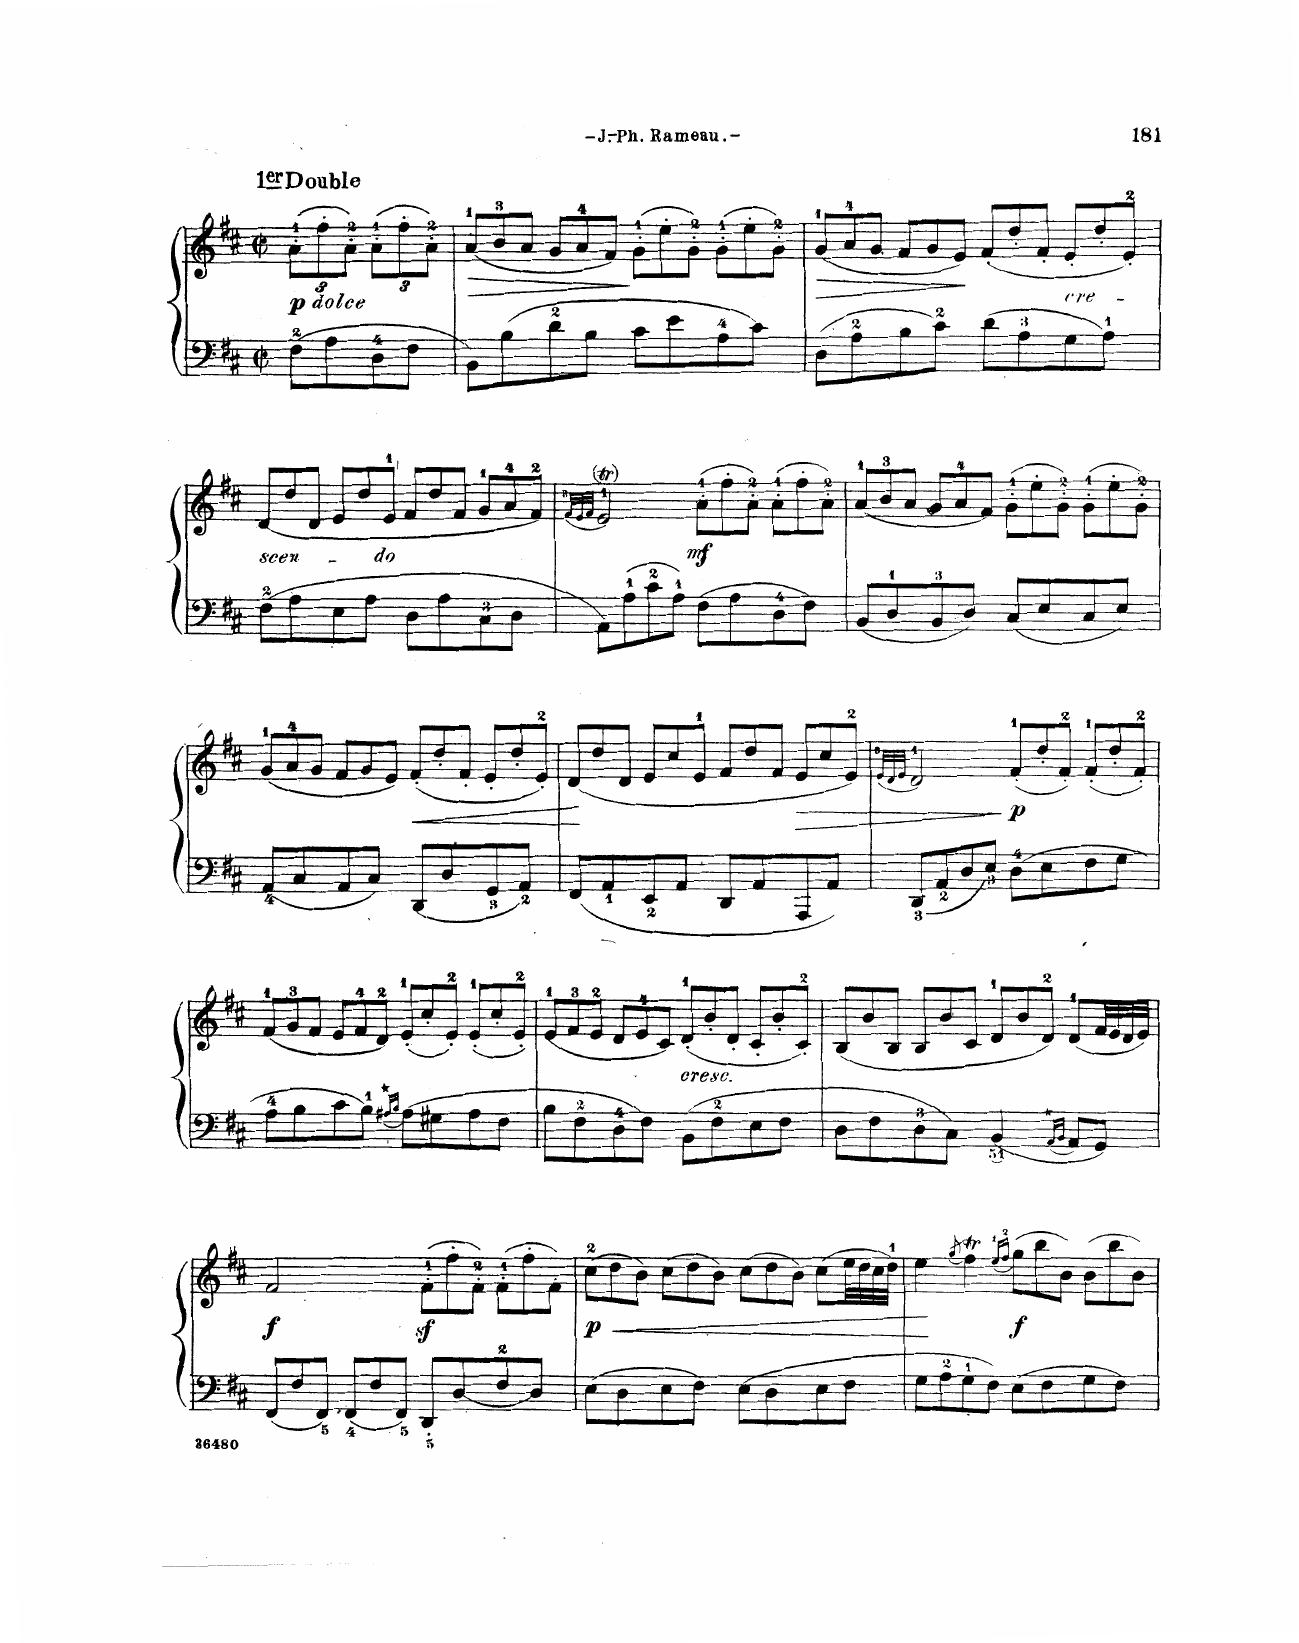 -J.-Ph. Rameau.-
181
1er Double
p dolce
cre -
scen - do
mf
p
cresc.
f sf p f
36480